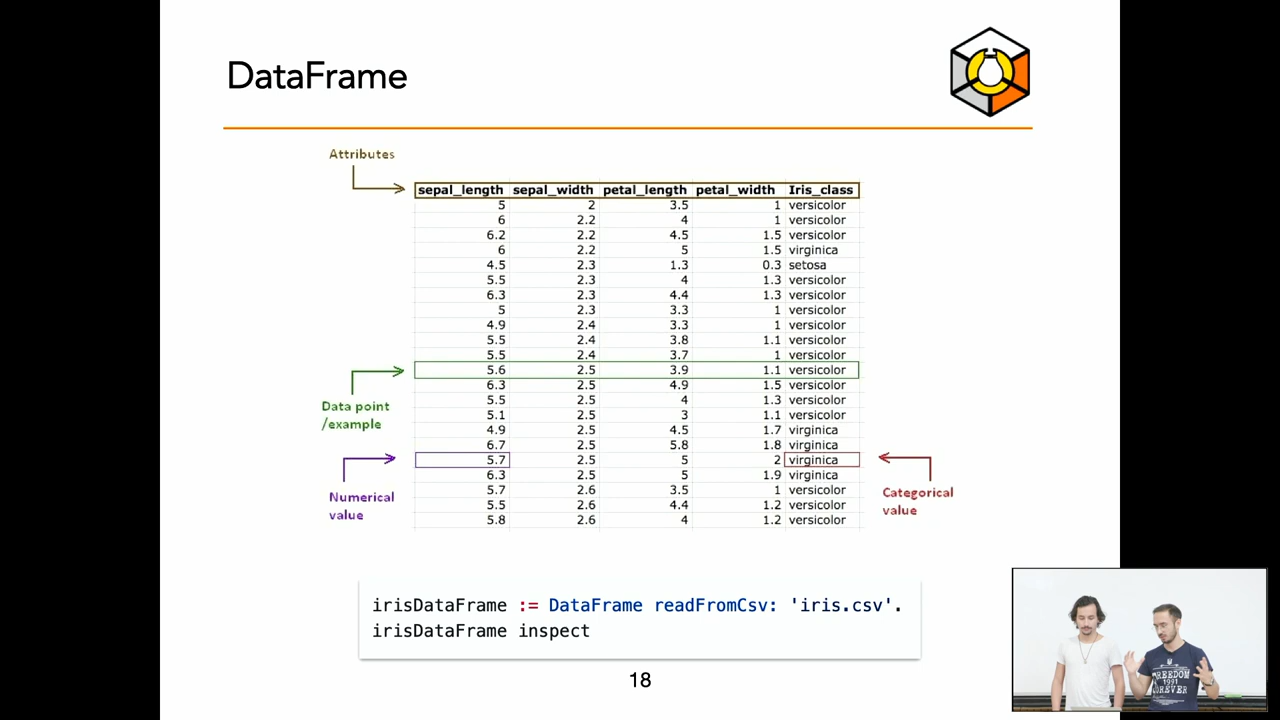 DataFrame
Attributes
sepal_length sepal_width petal_length petal_width Iris_class
5 2 3.5 1 versicolor
6 2.2 4 1 versicolor
6.2 2.2 4.5 1.5 versicolor
6 2.2 5 1.5 virginica
4.5 2.3 1.3 0.3 setosa
5.5 2.3 4 1.3 versicolor
6.3 2.3 4.4 1.3 versicolor
5 2.3 3.3 1 versicolor
4.9 2.4 3.3 1 versicolor
5.5 2.4 3.8 1.1 versicolor
5.5 2.4 3.7 1 versicolor
5.6 2.5 3.9 1.1 versicolor
6.3 2.5 4.9 1.5 versicolor
5.5 2.5 4 1.3 versicolor
5.1 2.5 3 1.1 versicolor
4.9 2.5 4.5 1.7 virginica
6.7 2.5 5.8 1.8 virginica
5.7 2.5 5 2 virginica
6.3 2.5 5 1.9 virginica
5.7 2.6 3.5 1 versicolor
5.5 2.6 4.4 1.2 versicolor
5.8 2.6 4 1.2 versicolor
Data point
/example
Numerical
value
Categorical
value
irisDataFrame := DataFrame readFromCsv: 'iris.csv'.
irisDataFrame inspect
18
FREEDOM
1991
FOREVER